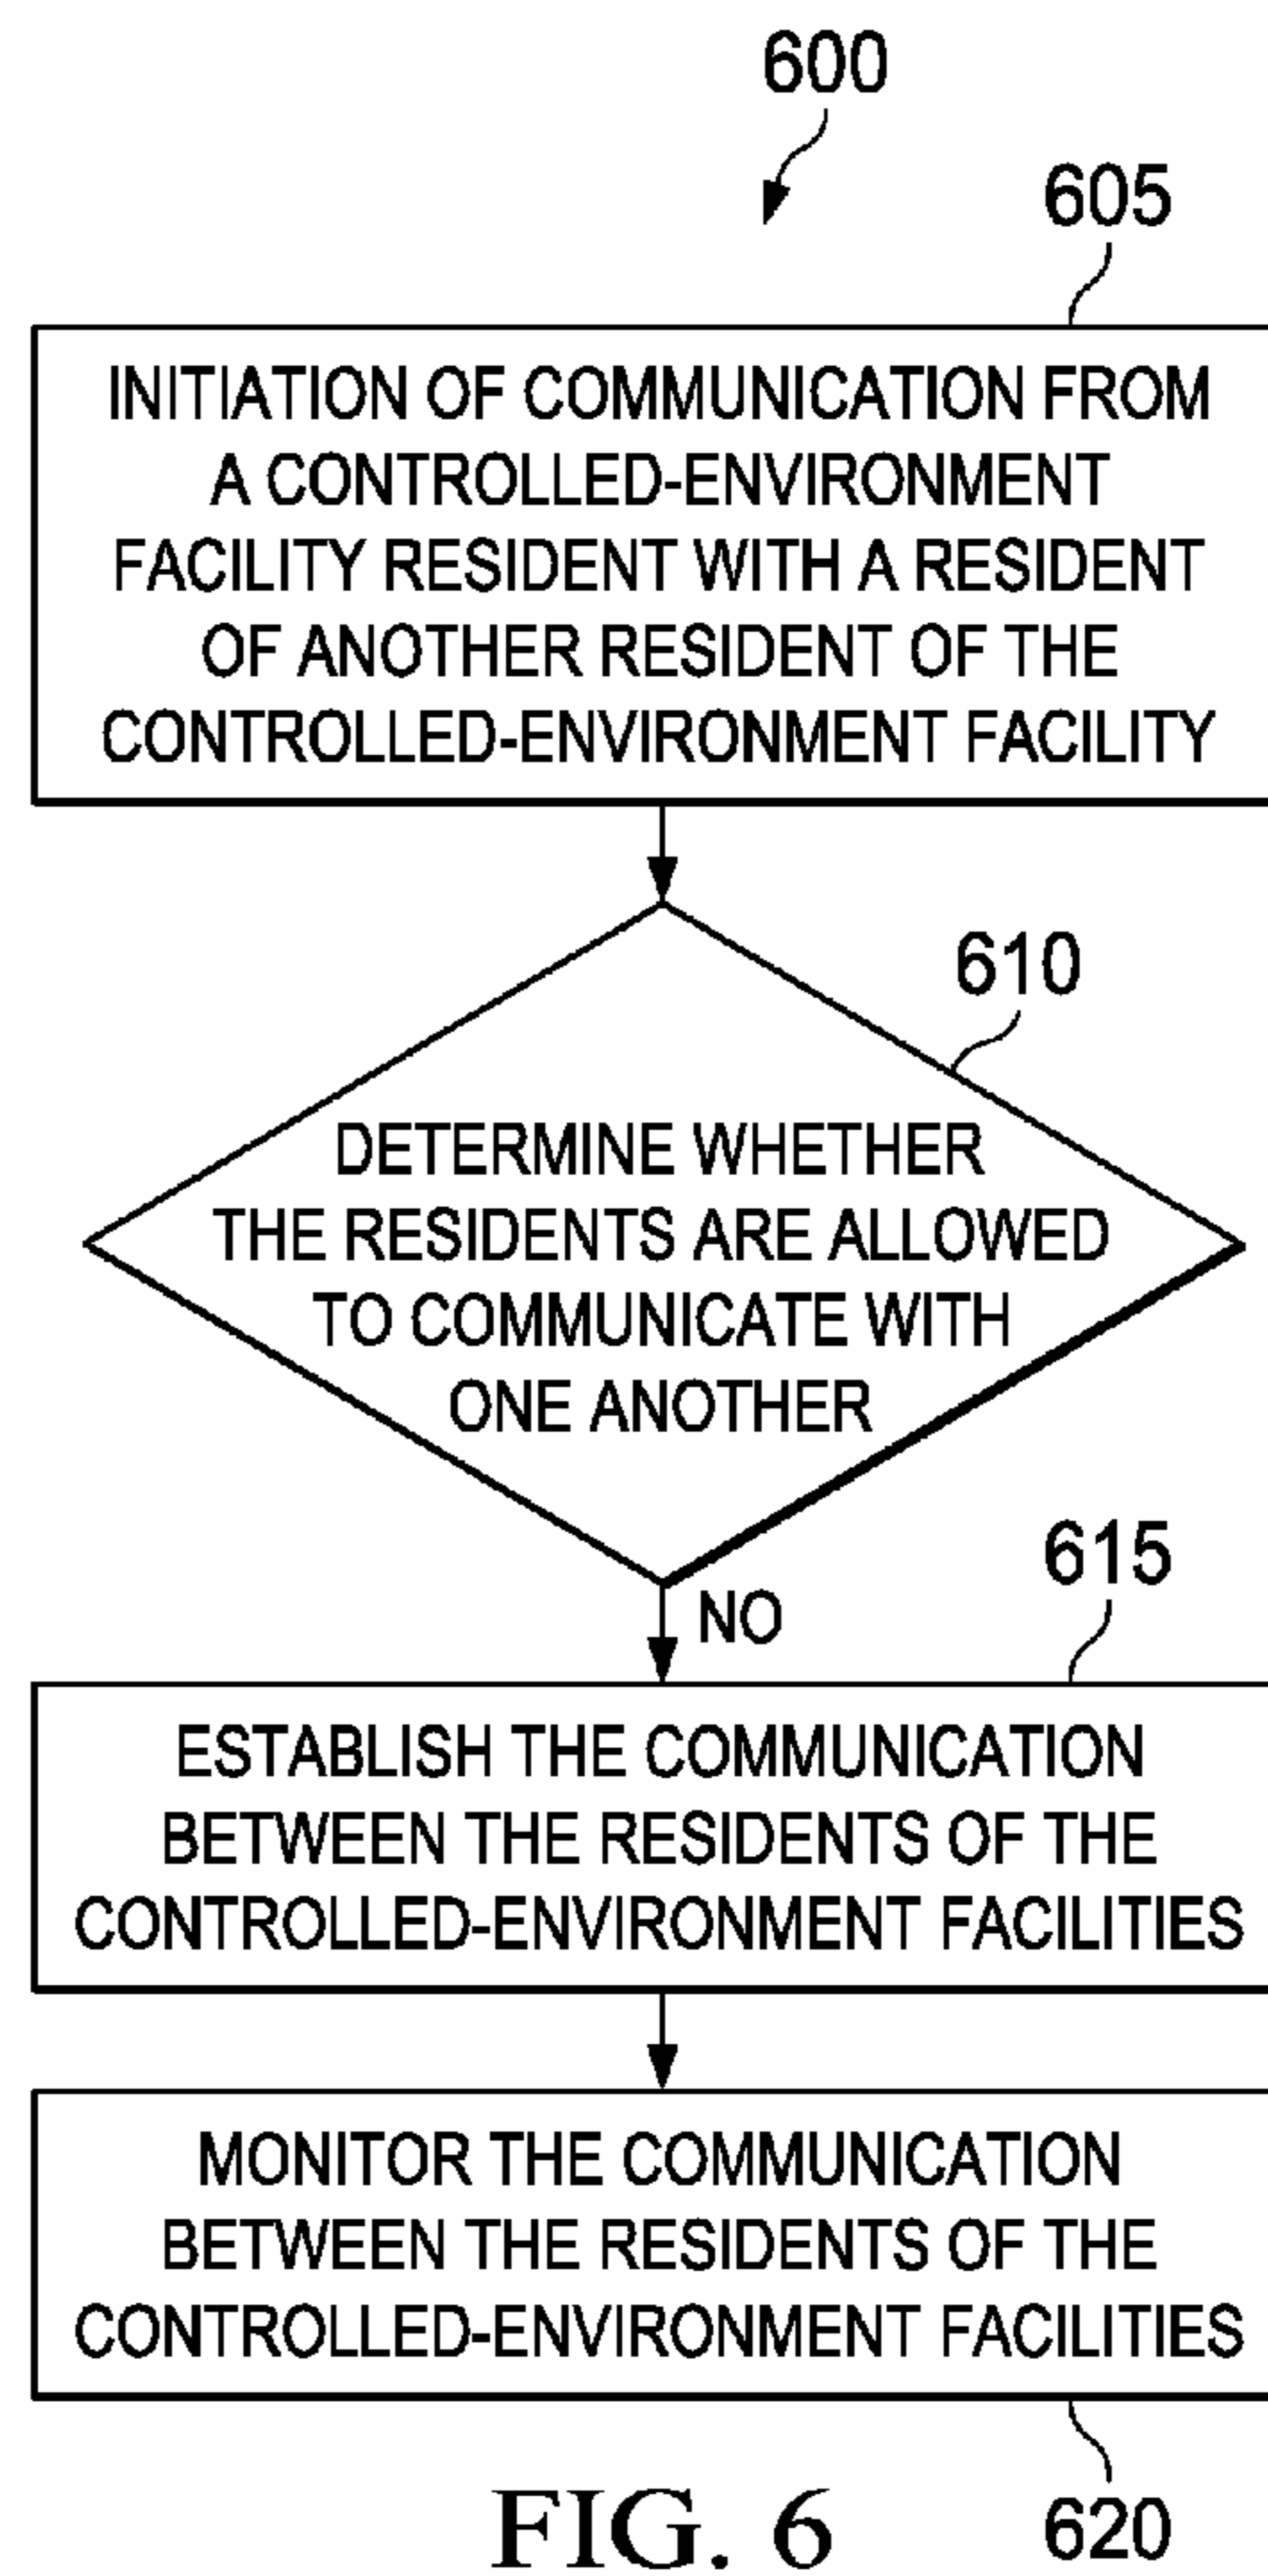 600
605
INITIATION OF COMMUNICATION FROM
A CONTROLLED-ENVIRONMENT
FACILITY RESIDENT WITH A RESIDENT
OF ANOTHER RESIDENT OF THE
CONTROLLED-ENVIRONMENT FACILITY
610
DETERMINE WHETHER
THE RESIDENTS ARE ALLOWED
TO COMMUNICATE WITH
ONE ANOTHER
NO
615
ESTABLISH THE COMMUNICATION
BETWEEN THE RESIDENTS OF THE
CONTROLLED-ENVIRONMENT FACILITIES
MONITOR THE COMMUNICATION
BETWEEN THE RESIDENTS OF THE
CONTROLLED-ENVIRONMENT FACILITIES
620
FIG. 6